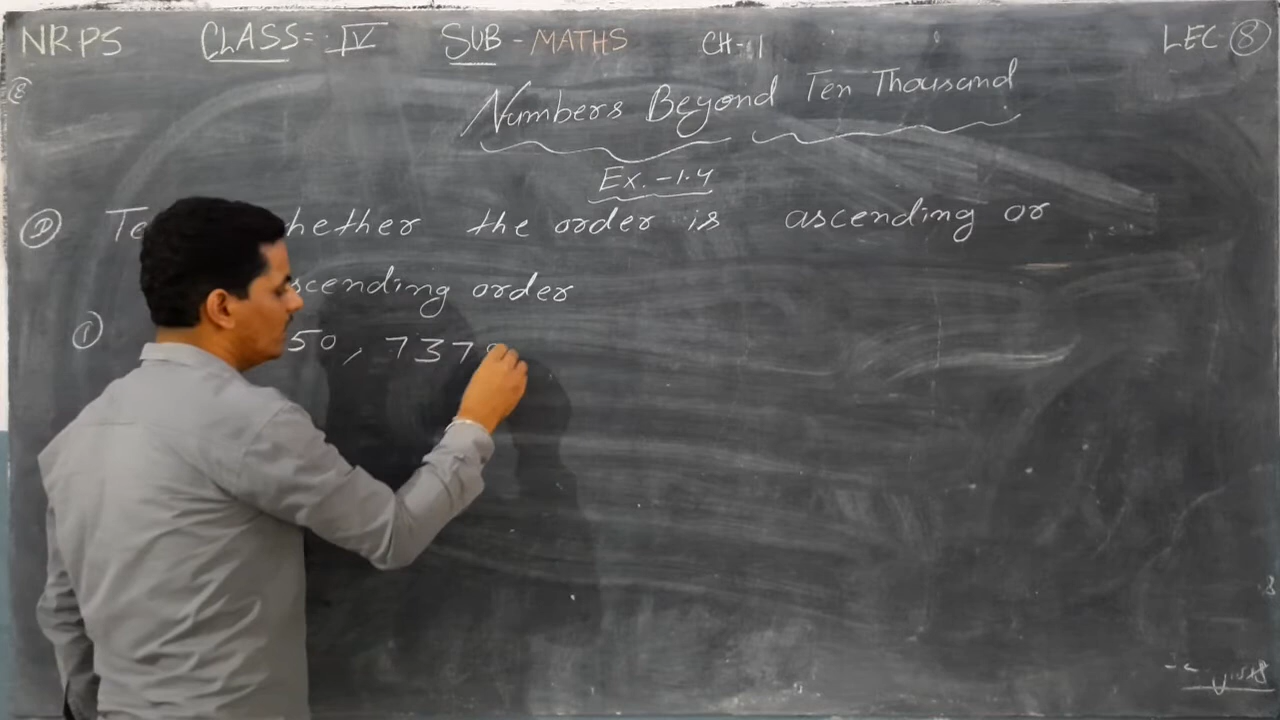 NRPS CLASS= IV SUB - MATHS CH-1 LEC 8
Numbers Beyond Ten Thousand
Ex. - 1.4
D hether the order is ascending or
scending order
1 50, 737